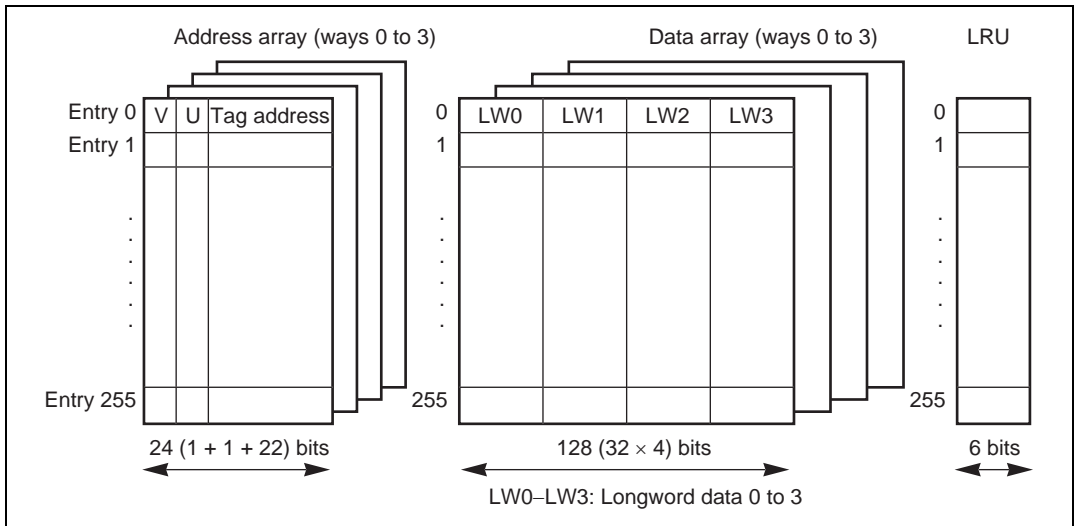 Address array (ways 0 to 3) Data array (ways 0 to 3) LRU
Entry 0 V U Tag address 0 LW0 LW1 LW2 LW3 0
Entry 1 1 1
Entry 255 255 255
24 (1 + 1 + 22) bits 128 (32 × 4) bits 6 bits
LW0–LW3: Longword data 0 to 3